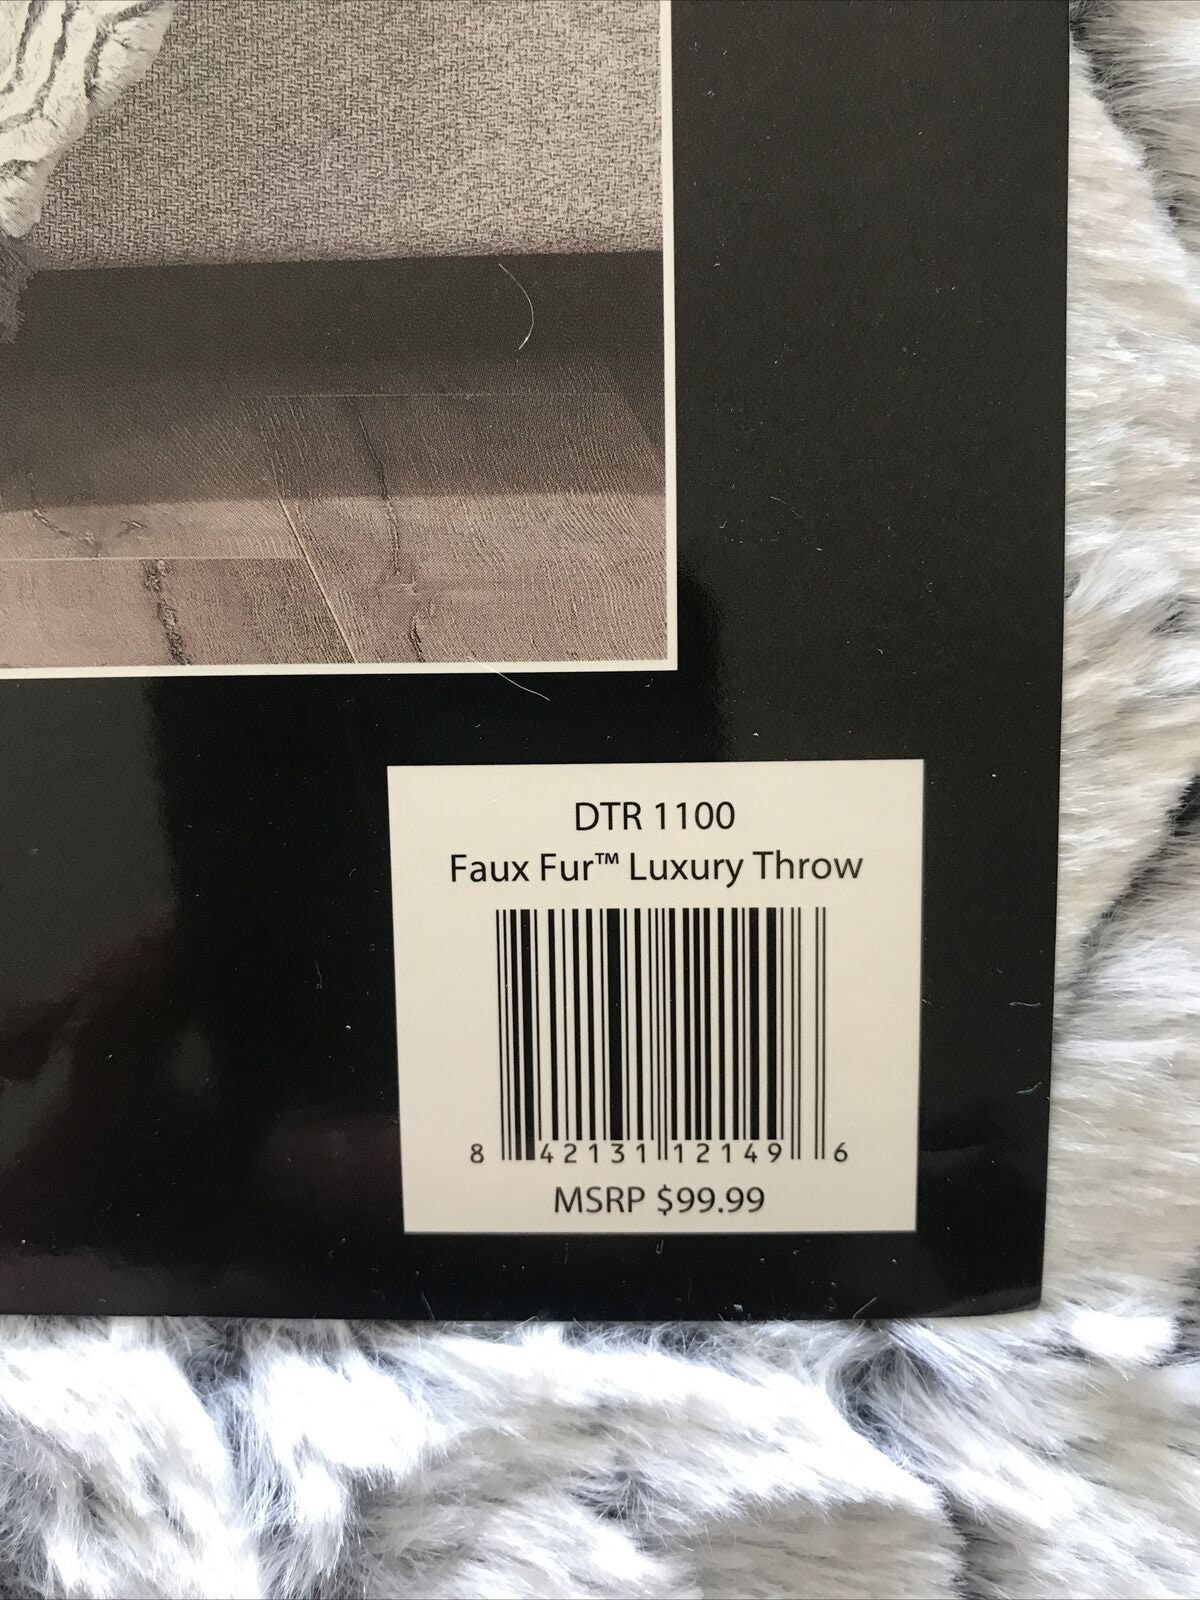 DTR 1100
Faux Fur™ Luxury Throw
8 42131 12149 6
MSRP $99.99